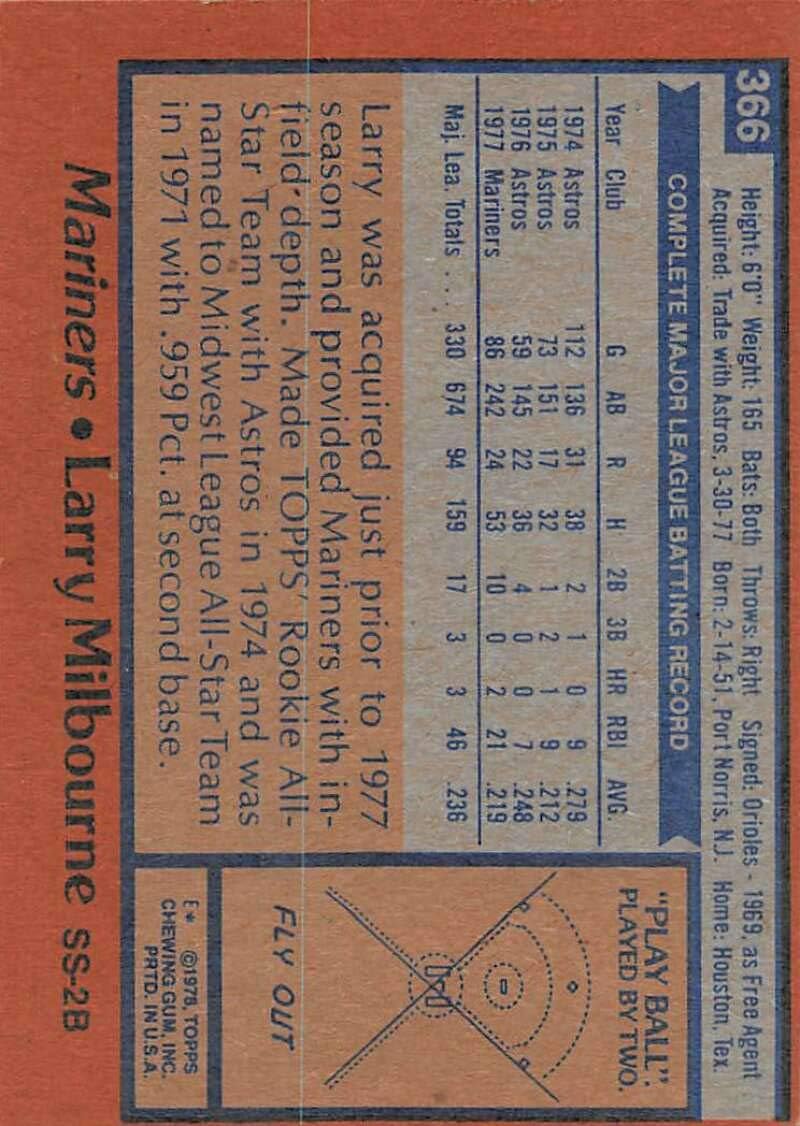 366
Height: 6'0" Weight: 165 Bats: Both Throws: Right Signed: Orioles - 1969, as Free Agent
Acquired: Trade with Astros, 3-30-77 Born: 2-14-51, Port Norris, N.J. Home: Houston, Tex.
COMPLETE MAJOR LEAGUE BATTING RECORD
Year Club G AB R H 2B 3B HR RBI AVG.
1974 Astros 112 136 31 38 2 1 0 9 .279
1975 Astros 73 151 17 32 1 2 1 9 .212
1976 Astros 59 145 22 36 4 0 0 7 .248
1977 Mariners 86 242 24 53 10 0 2 21 .219
Maj. Lea. Totals . . . 330 674 94 159 17 3 3 46 .236
Larry was acquired just prior to 1977
season and provided Mariners with in-
field depth. Made TOPPS' Rookie All-
Star Team with Astros in 1974 and was
named to Midwest League All-Star Team
in 1971 with .959 Pct. at second base.
"PLAY BALL":
PLAYED BY TWO.
FLY OUT
E* ©1978, TOPPS
CHEWING GUM, INC.
PRTD. IN U.S.A.
Mariners • Larry Milbourne SS-2B